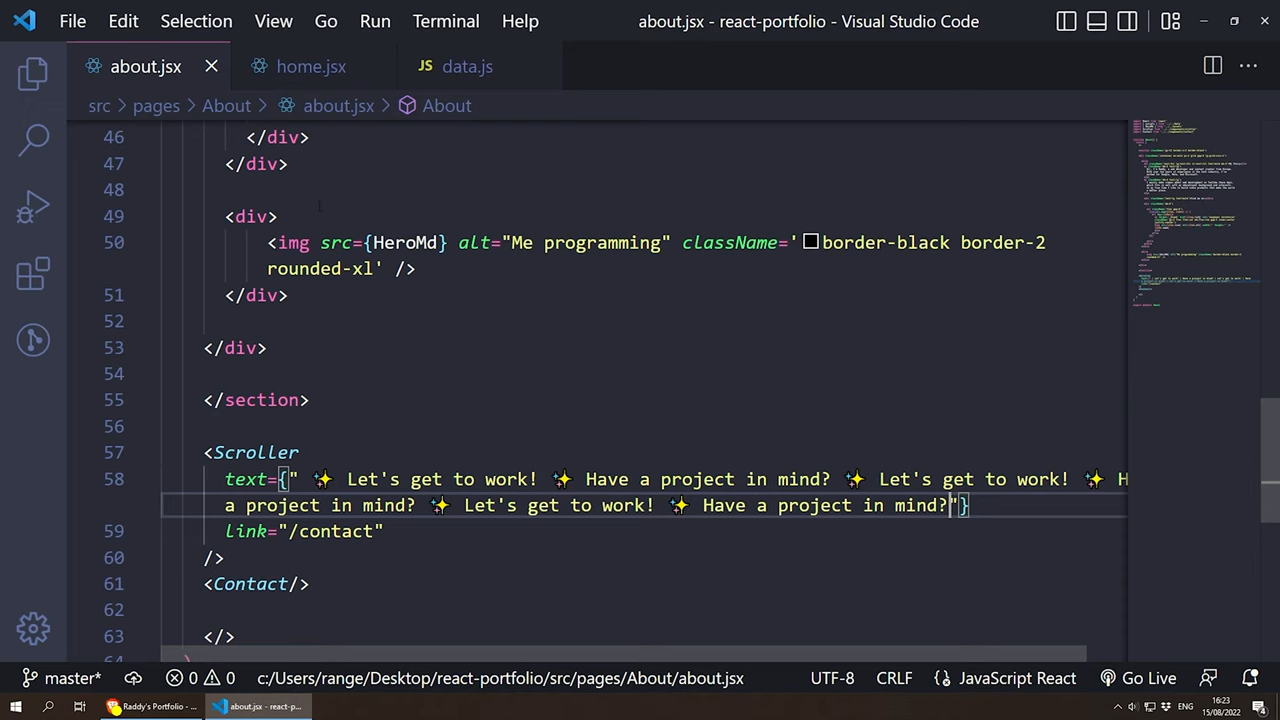 File Edit Selection View Go Run Terminal Help about.jsx - react-portfolio - Visual Studio Code
about.jsx home.jsx JS data.js
src > pages > About > about.jsx > About
46 </div>
47 </div>
48
49 <div>
50 <img src={HeroMd} alt="Me programming" className='border-black border-2
rounded-xl' />
51 </div>
52
53 </div>
54
55 </section>
56
57 <Scroller
58 text={" ✨ Let's get to work! ✨ Have a project in mind? ✨ Let's get to work! ✨ H
a project in mind? ✨ Let's get to work! ✨ Have a project in mind?"}
59 link="/contact"
60 />
61 <Contact/>
62
63 </>
64 )
master* 0 0 c:/Users/range/Desktop/react-portfolio/src/pages/About/about.jsx UTF-8 CRLF {} JavaScript React Go Live
Raddy's Portfolio - ... about.jsx - react-p... ENG 16:23
15/08/2022